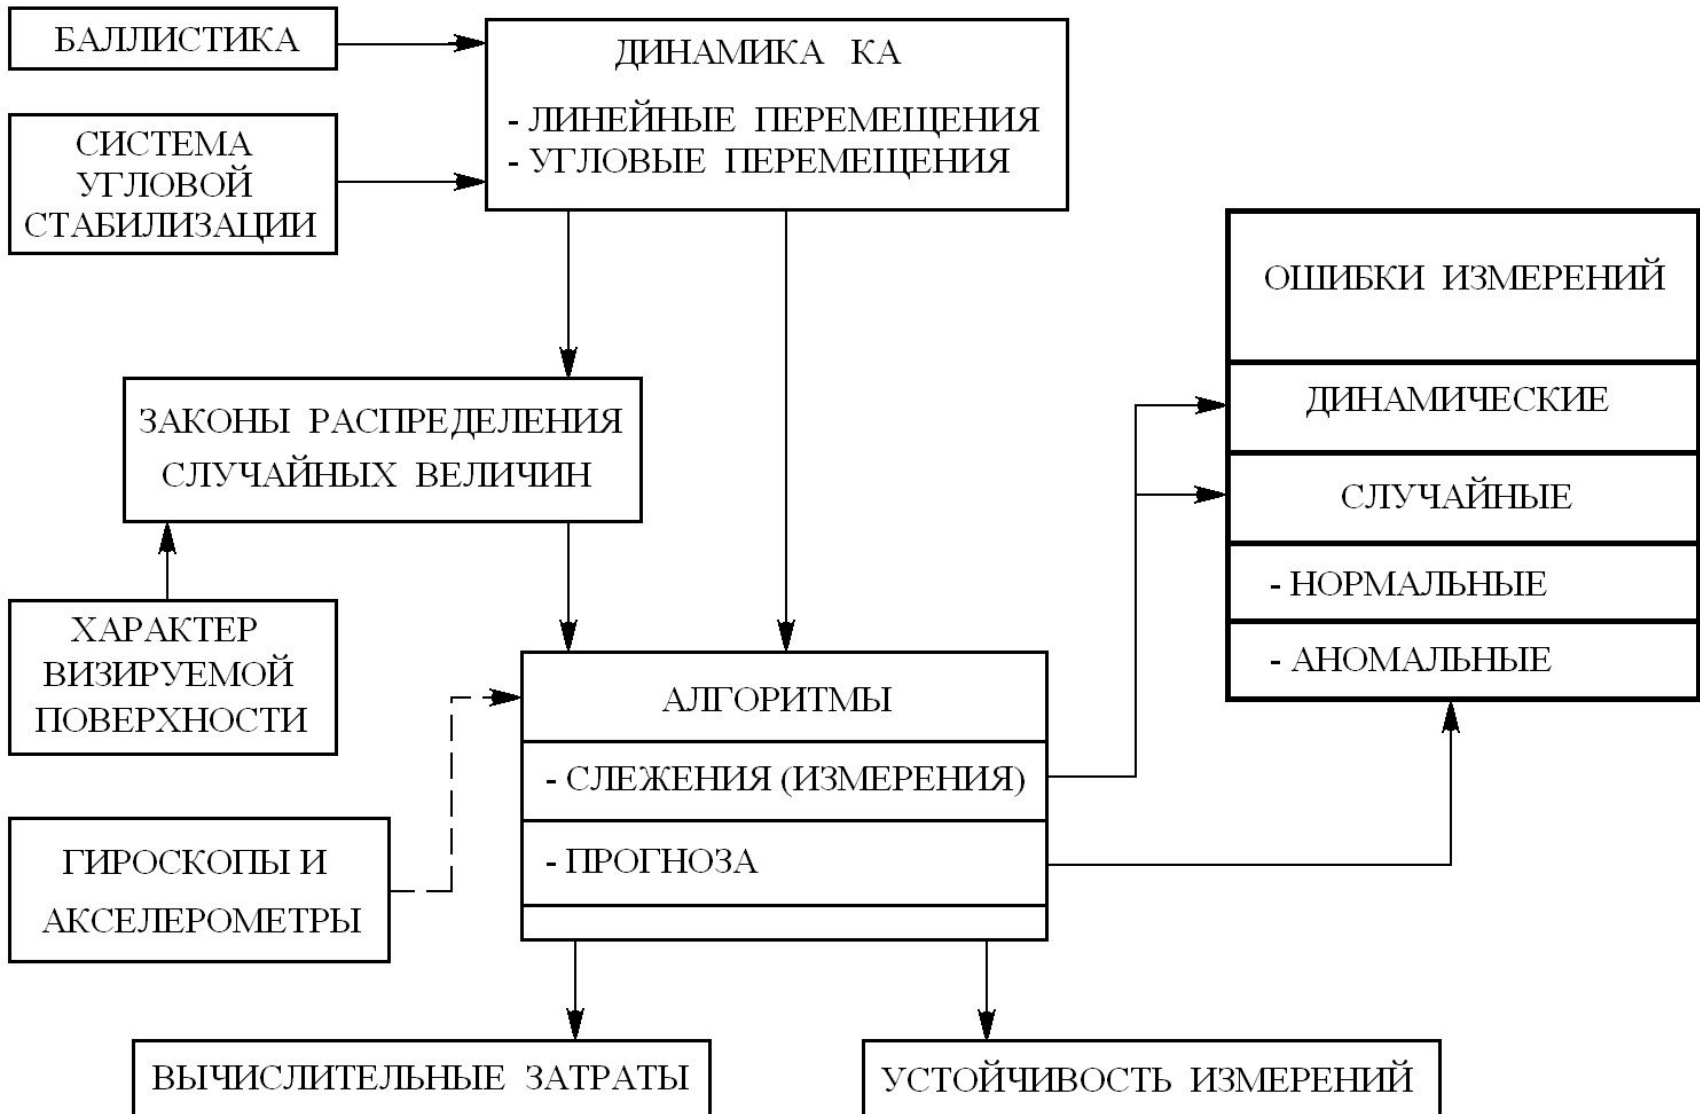 БАЛЛИСТИКА
ДИНАМИКА КА
- ЛИНЕЙНЫЕ ПЕРЕМЕЩЕНИЯ
- УГЛОВЫЕ ПЕРЕМЕЩЕНИЯ
СИСТЕМА
УГЛОВОЙ
СТАБИЛИЗАЦИИ
ОШИБКИ ИЗМЕРЕНИЙ
ДИНАМИЧЕСКИЕ
СЛУЧАЙНЫЕ
- НОРМАЛЬНЫЕ
- АНОМАЛЬНЫЕ
ЗАКОНЫ РАСПРЕДЕЛЕНИЯ
СЛУЧАЙНЫХ ВЕЛИЧИН
ХАРАКТЕР
ВИЗИРУЕМОЙ
ПОВЕРХНОСТИ
АЛГОРИТМЫ
- СЛЕЖЕНИЯ (ИЗМЕРЕНИЯ)
- ПРОГНОЗА
ГИРОСКОПЫ И
АКСЕЛЕРОМЕТРЫ
ВЫЧИСЛИТЕЛЬНЫЕ ЗАТРАТЫ
УСТОЙЧИВОСТЬ ИЗМЕРЕНИЙ